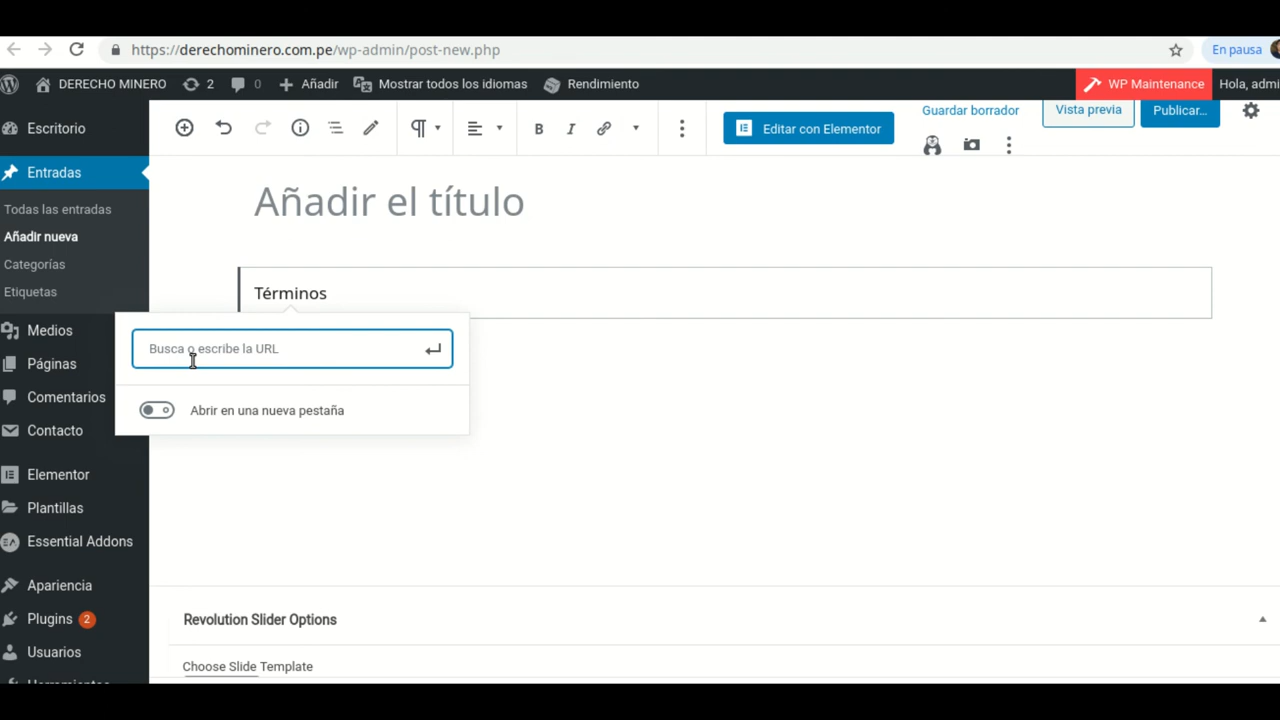 https://derechominero.com.pe/wp-admin/post-new.php
En pausa
DERECHO MINERO
2
0
Añadir
Mostrar todos los idiomas
Rendimiento
WP Maintenance
Hola, admi
Escritorio
Entradas
Todas las entradas
Añadir nueva
Categorías
Etiquetas
Medios
Páginas
Comentarios
Contacto
Elementor
Plantillas
Essential Addons
Apariencia
Plugins 2
Usuarios
B
I
Editar con Elementor
Guardar borrador
Vista previa
Publicar...
Añadir el título
Términos
Busca o escribe la URL
Abrir en una nueva pestaña
Revolution Slider Options
Choose Slide Template